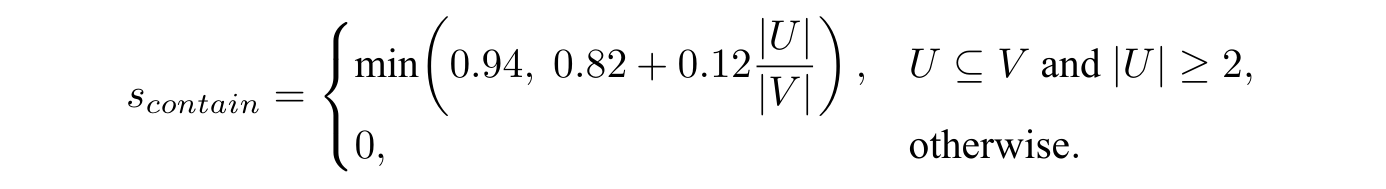 s_{contain} = \begin{cases} \min\left(0.94,\ 0.82 + 0.12\frac{|U|}{|V|}\right), & U \subseteq V \text{ and } |U| \geq 2, \\ 0, & \text{otherwise.} \end{cases}